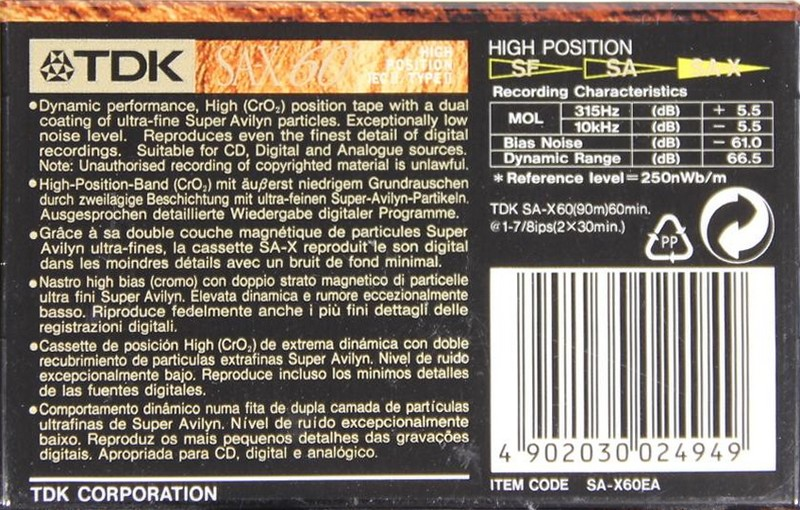 TDK
SA-X60
HIGH
POSITION
IEC II/TYPE II
•Dynamic performance, High (CrO₂) position tape with a dual
coating of ultra-fine Super Avilyn particles. Exceptionally low
noise level. Reproduces even the finest detail of digital
recordings. Suitable for CD, Digital and Analogue sources.
Note: Unauthorised recording of copyrighted material is unlawful.
•High-Position-Band (CrO₂) mit äußerst niedrigem Grundrauschen
durch zweilägige Beschichtung mit ultra-feinen Super-Avilyn-Partikeln.
Ausgesprochen detaillierte Wiedergabe digitaler Programme.
•Grâce à sa double couche magnétique de particules Super
Avilyn ultra-fines, la cassette SA-X reproduit le son digital
dans les moindres détails avec un bruit de fond minimal.
•Nastro high bias (cromo) con doppio strato magnetico di particelle
ultra fini Super Avilyn. Elevata dinamica e rumore eccezionalmente
basso. Riproduce fedelmente anche i più fini dettagli delle
registrazioni digitali.
•Cassette de posición High (CrO₂) de extrema dinámica con doble
recubrimiento de particulas extrafinas Super Avilyn. Nivel de ruido
excepcionalmente bajo. Reproduce incluso los minimos detalles
de las fuentes digitales.
•Comportamento dinâmico numa fita de dupla camada de partículas
ultrafinas de Super Avilyn. Nível de ruído excepcionalmente
baixo. Reproduz os mais pequenos detalhes das gravações
digitais. Apropriada para CD, digital e analógico.
TDK CORPORATION
HIGH POSITION
SF SA SA-X
Recording Characteristics
MOL 315Hz (dB) + 5.5
10kHz (dB) − 5.5
Bias Noise (dB) − 61.0
Dynamic Range (dB) 66.5
*Reference level=250nWb/m
TDK SA-X60(90m)60min.
@1-7/8ips(2×30min.)
PP
4 902030 024949
ITEM CODE SA-X60EA